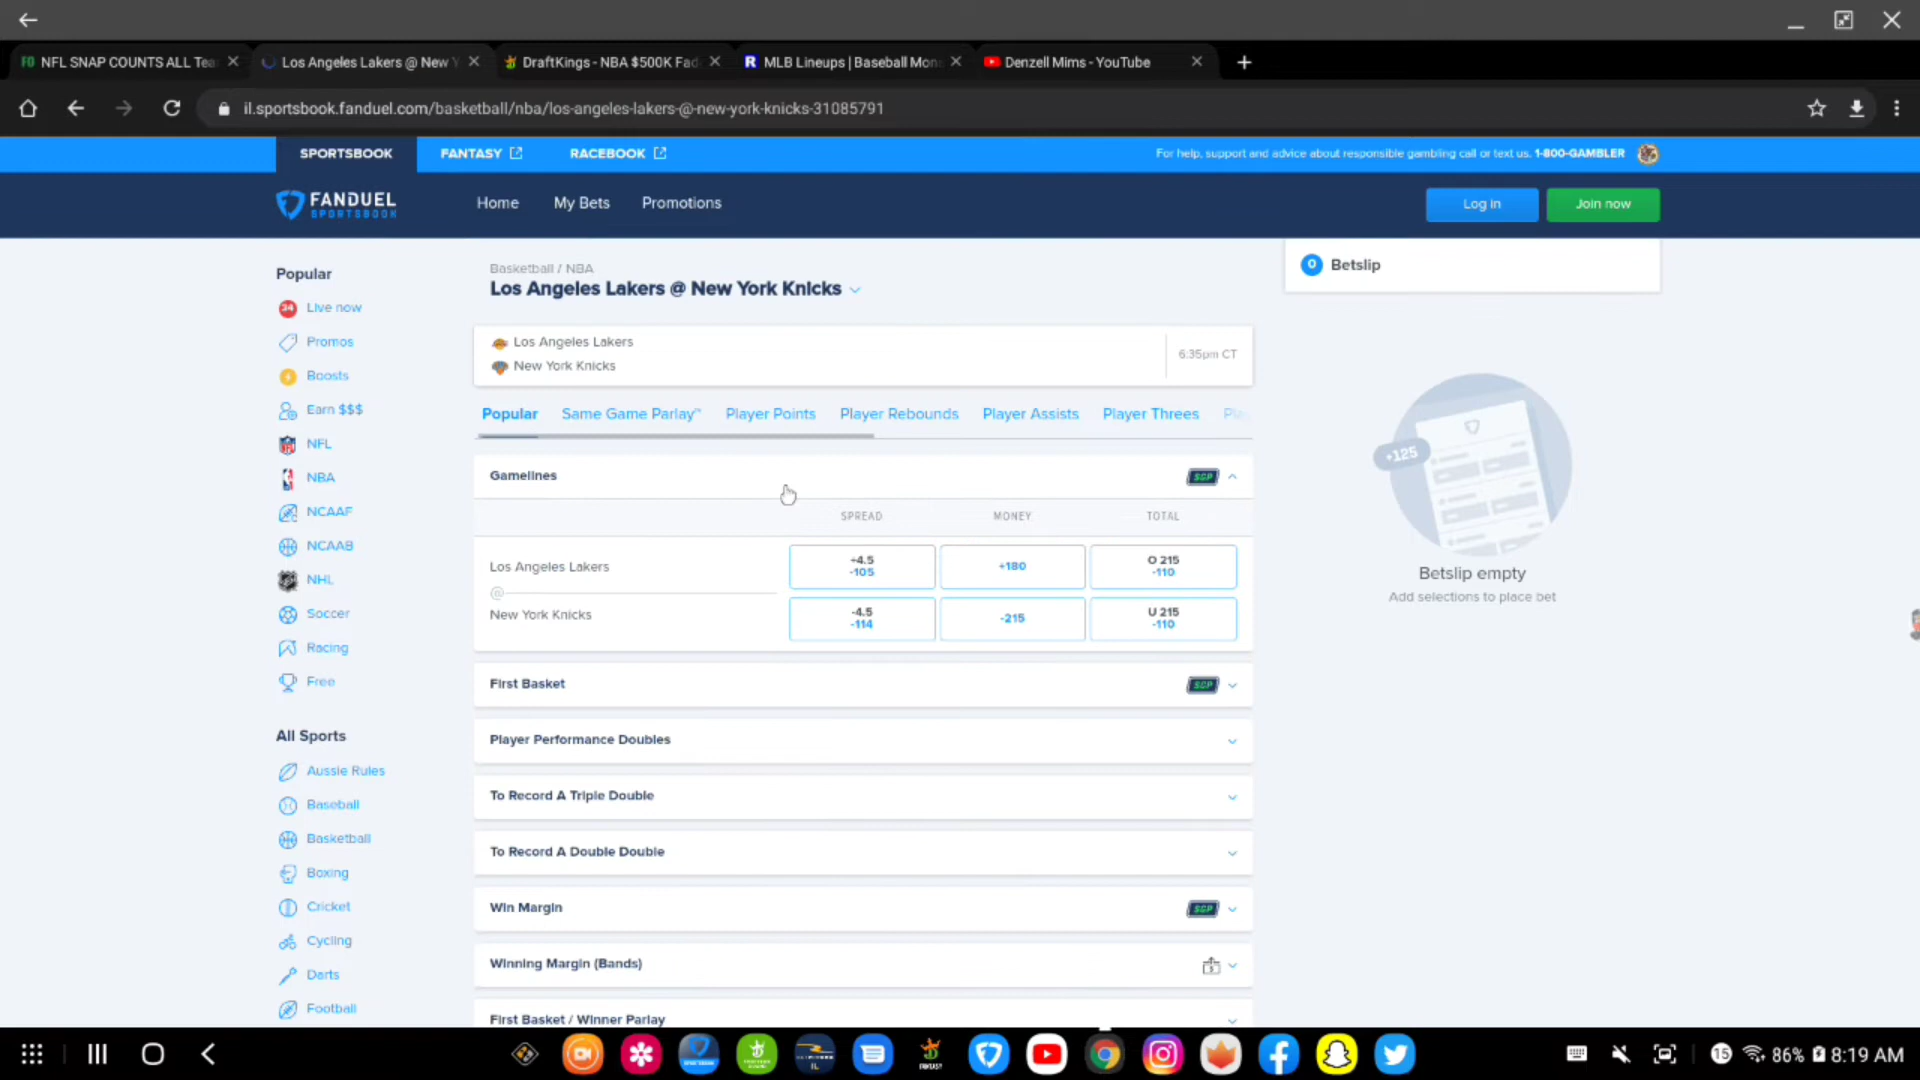 FO NFL SNAP COUNTS ALL Tea
Los Angeles Lakers @ New Y
DraftKings - NBA $500K Fad
R MLB Lineups | Baseball Mon
Denzell Mims - YouTube
il.sportsbook.fanduel.com/basketball/nba/los-angeles-lakers-@-new-york-knicks-31085791
SPORTSBOOK FANTASY RACEBOOK
For help, support and advice about responsible gambling call or text us. 1-800-GAMBLER
FANDUEL
SPORTSBOOK
Home My Bets Promotions
Log in Join now
Popular
34 Live now
Promos
Boosts
Earn $$$
NFL
NBA
NCAAF
NCAAB
NHL
Soccer
Racing
Free
All Sports
Aussie Rules
Baseball
Basketball
Boxing
Cricket
Cycling
Darts
Football
Basketball / NBA
Los Angeles Lakers @ New York Knicks
Los Angeles Lakers
New York Knicks
6:35pm CT
Popular Same Game Parlay™ Player Points Player Rebounds Player Assists Player Threes
Gamelines SGP
SPREAD MONEY TOTAL
Los Angeles Lakers
+4.5
-105
+180
O 215
-110
@
New York Knicks
-4.5
-114
-215
U 215
-110
First Basket SGP
Player Performance Doubles
To Record A Triple Double
To Record A Double Double
Win Margin SGP
Winning Margin (Bands)
First Basket / Winner Parlay
0 Betslip
+125
Betslip empty
Add selections to place bet
15 86% 8:19 AM